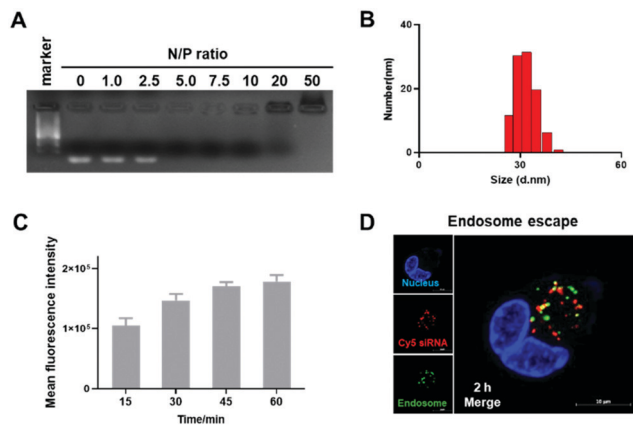 A
N/P ratio
marker
0 1.0 2.5 5.0 7.5 10 20 50
B
Number(nm)
40
20
0
0 30 60
Size (d.nm)
C
Mean fluorescence intensity
2×10⁵
1×10⁵
0
15 30 45 60
Time/min
D
Endosome escape
Nucleus
Cy5 siRNA
Endosome
2 h
Merge
10 μm